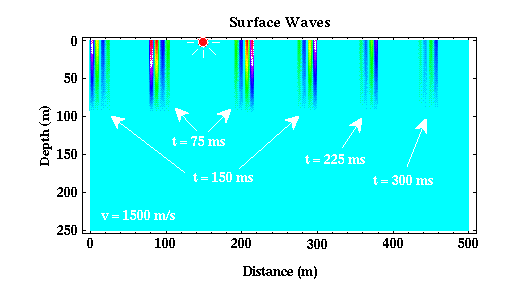 Surface Waves
0
50
100
150
200
250
Depth (m)
t = 75 ms
t = 150 ms
t = 225 ms
t = 300 ms
v = 1500 m/s
0 100 200 300 400 500
Distance (m)